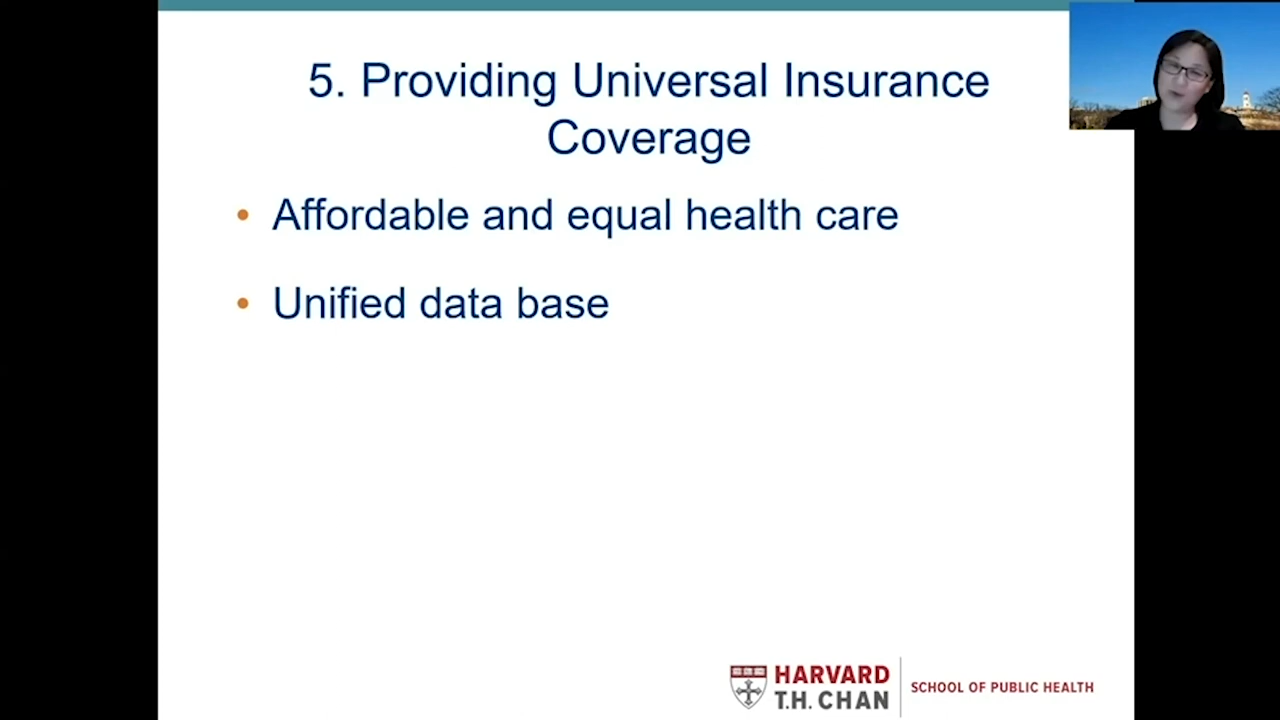 5. Providing Universal Insurance
Coverage
• Affordable and equal health care
• Unified data base
HARVARD
T.H. CHAN
SCHOOL OF PUBLIC HEALTH